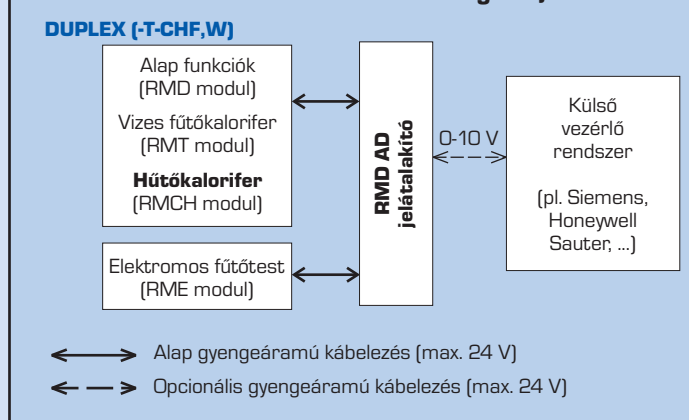 DUPLEX (-T-CHF,W)
Alap funkciók
(RMD modul)
Vizes fűtőkalorifer
(RMT modul)
Hűtőkalorifer
(RMCH modul)
Elektromos fűtőtest
(RME modul)
RMD AD
jelátalakító
0-10 V
Külső
vezérlő
rendszer
(pl. Siemens,
Honeywell
Sauter, ...)
Alap gyengeáramú kábelezés (max. 24 V)
Opcionális gyengeáramú kábelezés (max. 24 V)